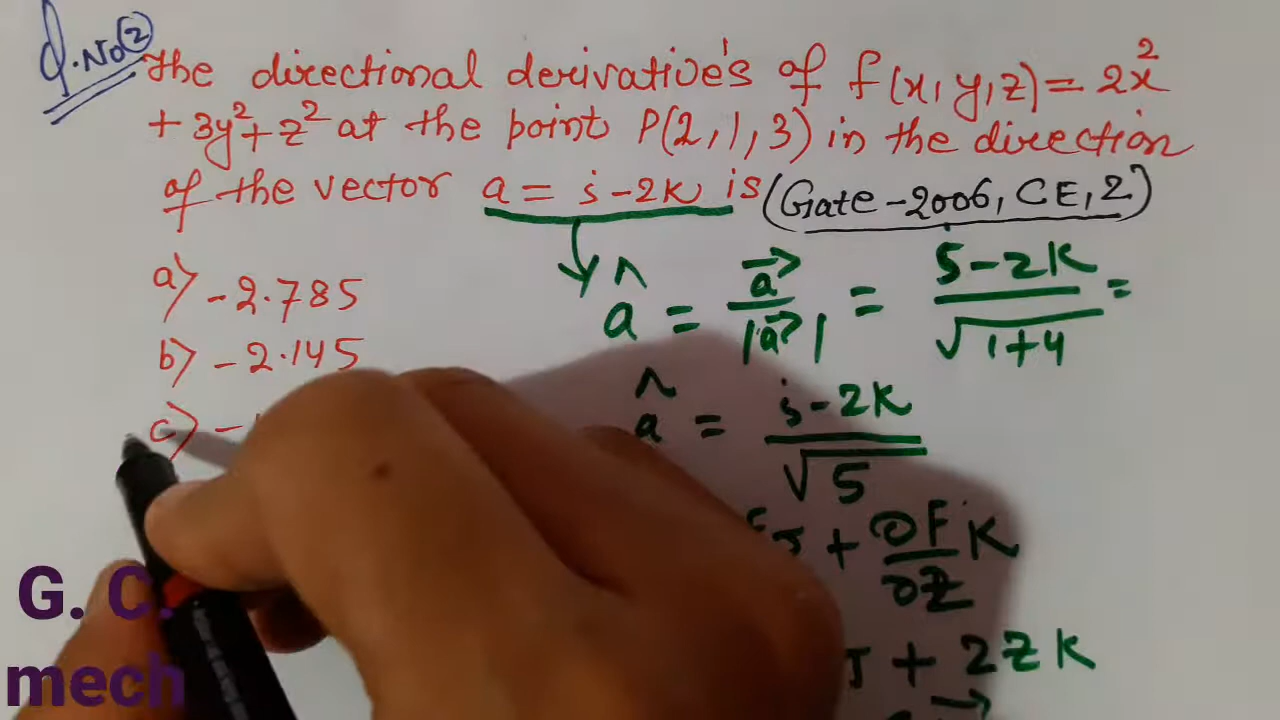 Q.No ②
the directional derivative's of f(x,y,z) = 2x²
+ 3y² + z² at the point P(2,1,3) in the direction
of the vector a = j - 2k is (Gate - 2006, CE, 2)
a) -2.785
b) -2.145
c) -
â = a⃗ / |a⃗| = j - 2k / √1+4 =
â = j - 2k / √5
J + ∂F/∂Z K
J + 2Z K
G. C.
mech